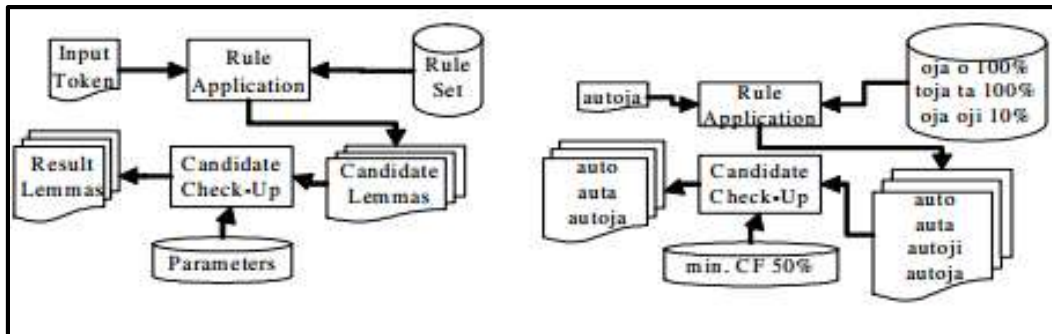 Input
Token
Rule
Application
Rule
Set
Result
Lemmas
Candidate
Check-Up
Candidate
Lemmas
Parameters
autoja
Rule
Application
oja o 100%
toja ta 100%
oja oji 10%
auto
auta
autoja
Candidate
Check-Up
auto
auta
autoji
autoja
min. CF 50%